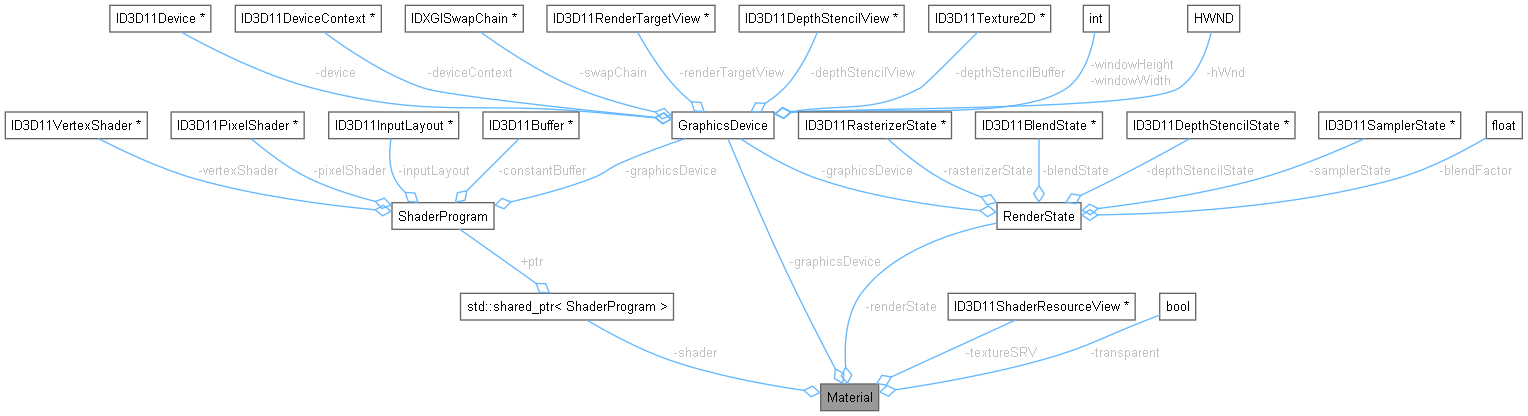 ID3D11Device *
ID3D11DeviceContext *
IDXGISwapChain *
ID3D11RenderTargetView *
ID3D11DepthStencilView *
ID3D11Texture2D *
int
HWND
-device
-deviceContext
-swapChain
-renderTargetView
-depthStencilView
-depthStencilBuffer
-windowHeight
-windowWidth
-hWnd
ID3D11VertexShader *
ID3D11PixelShader *
ID3D11InputLayout *
ID3D11Buffer *
GraphicsDevice
ID3D11RasterizerState *
ID3D11BlendState *
ID3D11DepthStencilState *
ID3D11SamplerState *
float
-vertexShader
-pixelShader
-inputLayout
-constantBuffer
-graphicsDevice
-graphicsDevice
-rasterizerState
-blendState
-depthStencilState
-samplerState
-blendFactor
ShaderProgram
RenderState
+ptr
-graphicsDevice
std::shared_ptr< ShaderProgram >
-renderState
ID3D11ShaderResourceView *
bool
-shader
-textureSRV
-transparent
Material